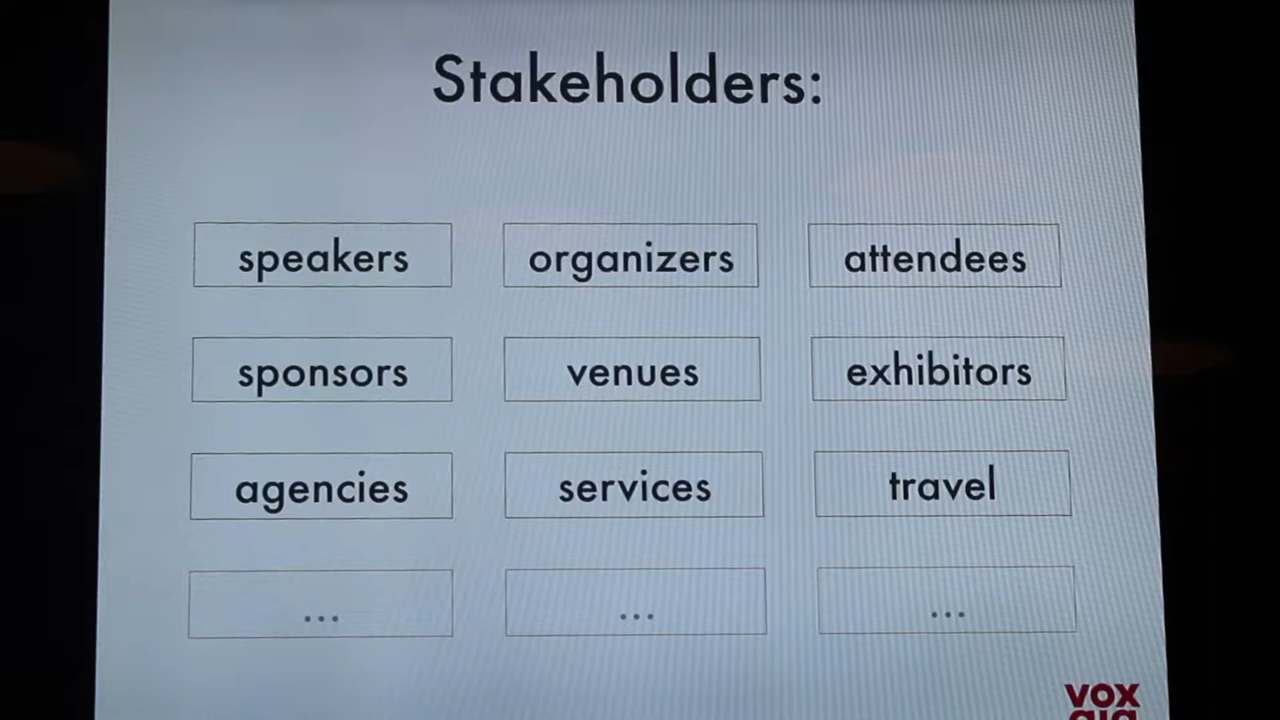 Stakeholders:
speakers organizers attendees
sponsors venues exhibitors
agencies services travel
... ... ...
vox